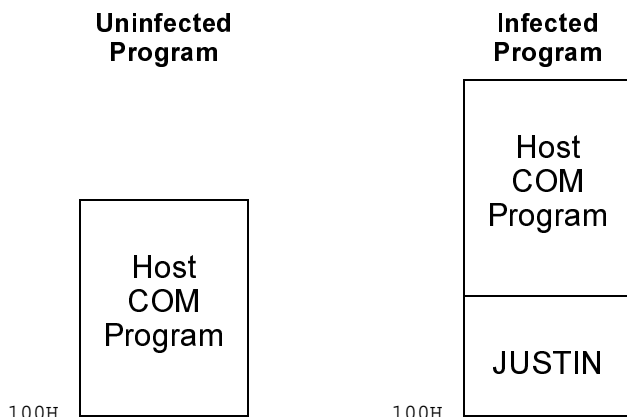 Uninfected
Program
Host
COM
Program
100H
Infected
Program
Host
COM
Program
JUSTIN
100H